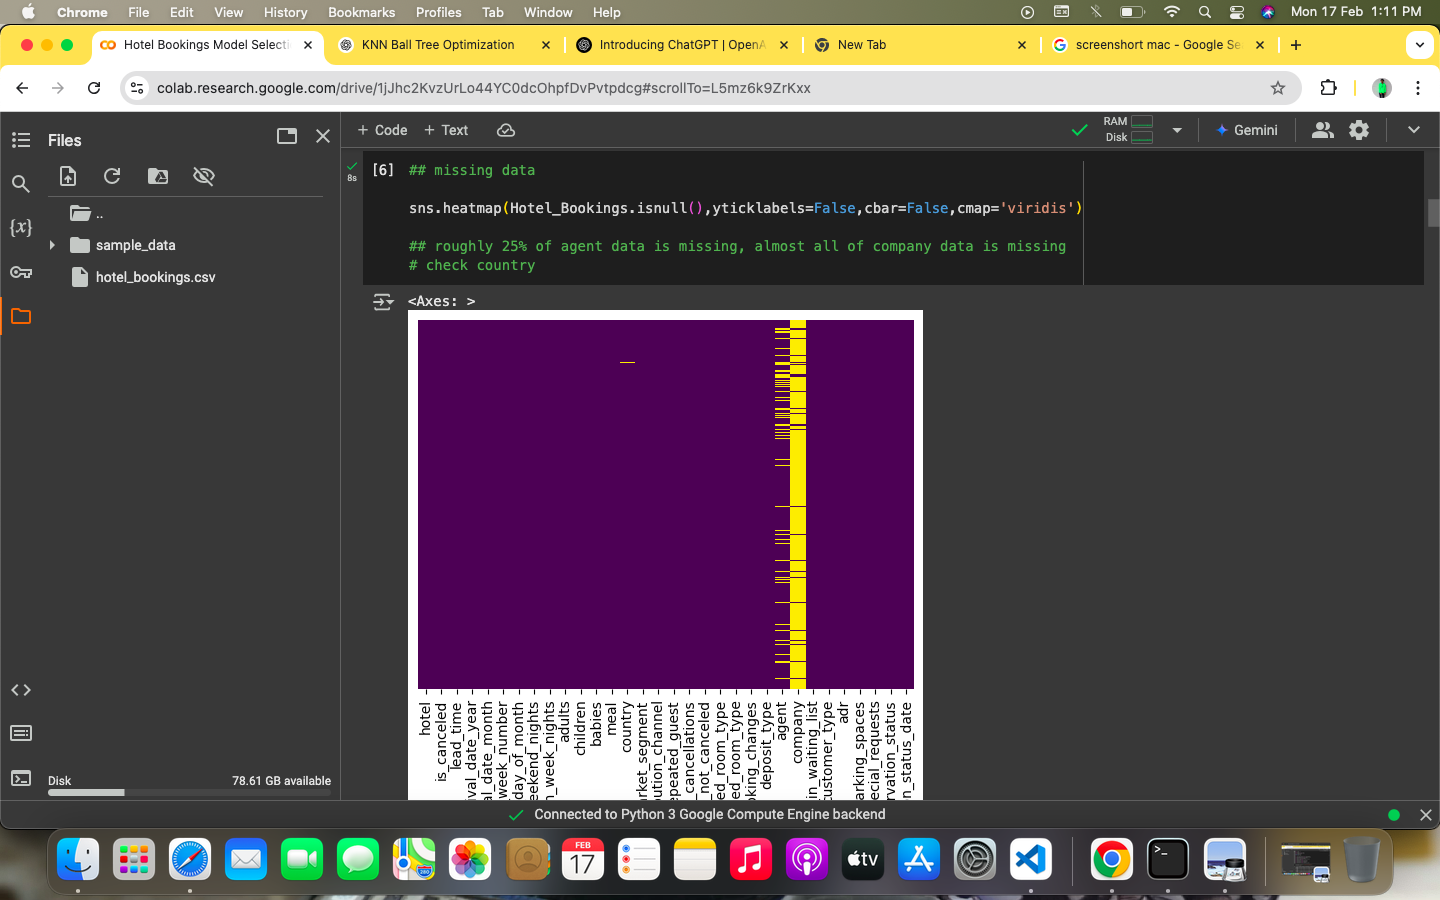 Chrome File Edit View History Bookmarks Profiles Tab Window Help Mon 17 Feb 1:11 PM
Hotel Bookings Model Selecti KNN Ball Tree Optimization Introducing ChatGPT | OpenA New Tab screenshort mac - Google Se
colab.research.google.com/drive/1jJhc2KvzUrLo44YC0dcOhpfDvPvtpdcg#scrollTo=L5mz6k9ZrKxx
Files
+ Code + Text
RAM
Disk
Gemini
..
sample_data
hotel_bookings.csv
{x}
8s
[6] ## missing data
sns.heatmap(Hotel_Bookings.isnull(),yticklabels=False,cbar=False,cmap='viridis')
## roughly 25% of agent data is missing, almost all of company data is missing
# check country
<Axes: >
hotel
is_canceled
lead_time
ival_date_year
al_date_month
week_number
day_of_month
eekend_nights
n_week_nights
adults
children
babies
meal
country
rket_segment
ution_channel
epeated_guest
cancellations
_not_canceled
ed_room_type
ed_room_type
oking_changes
deposit_type
agent
company
in_waiting_list
customer_type
adr
arking_spaces
ecial_requests
rvation_status
n_status_date
Disk 78.61 GB available
Connected to Python 3 Google Compute Engine backend
FEB
17
280
tv
>_